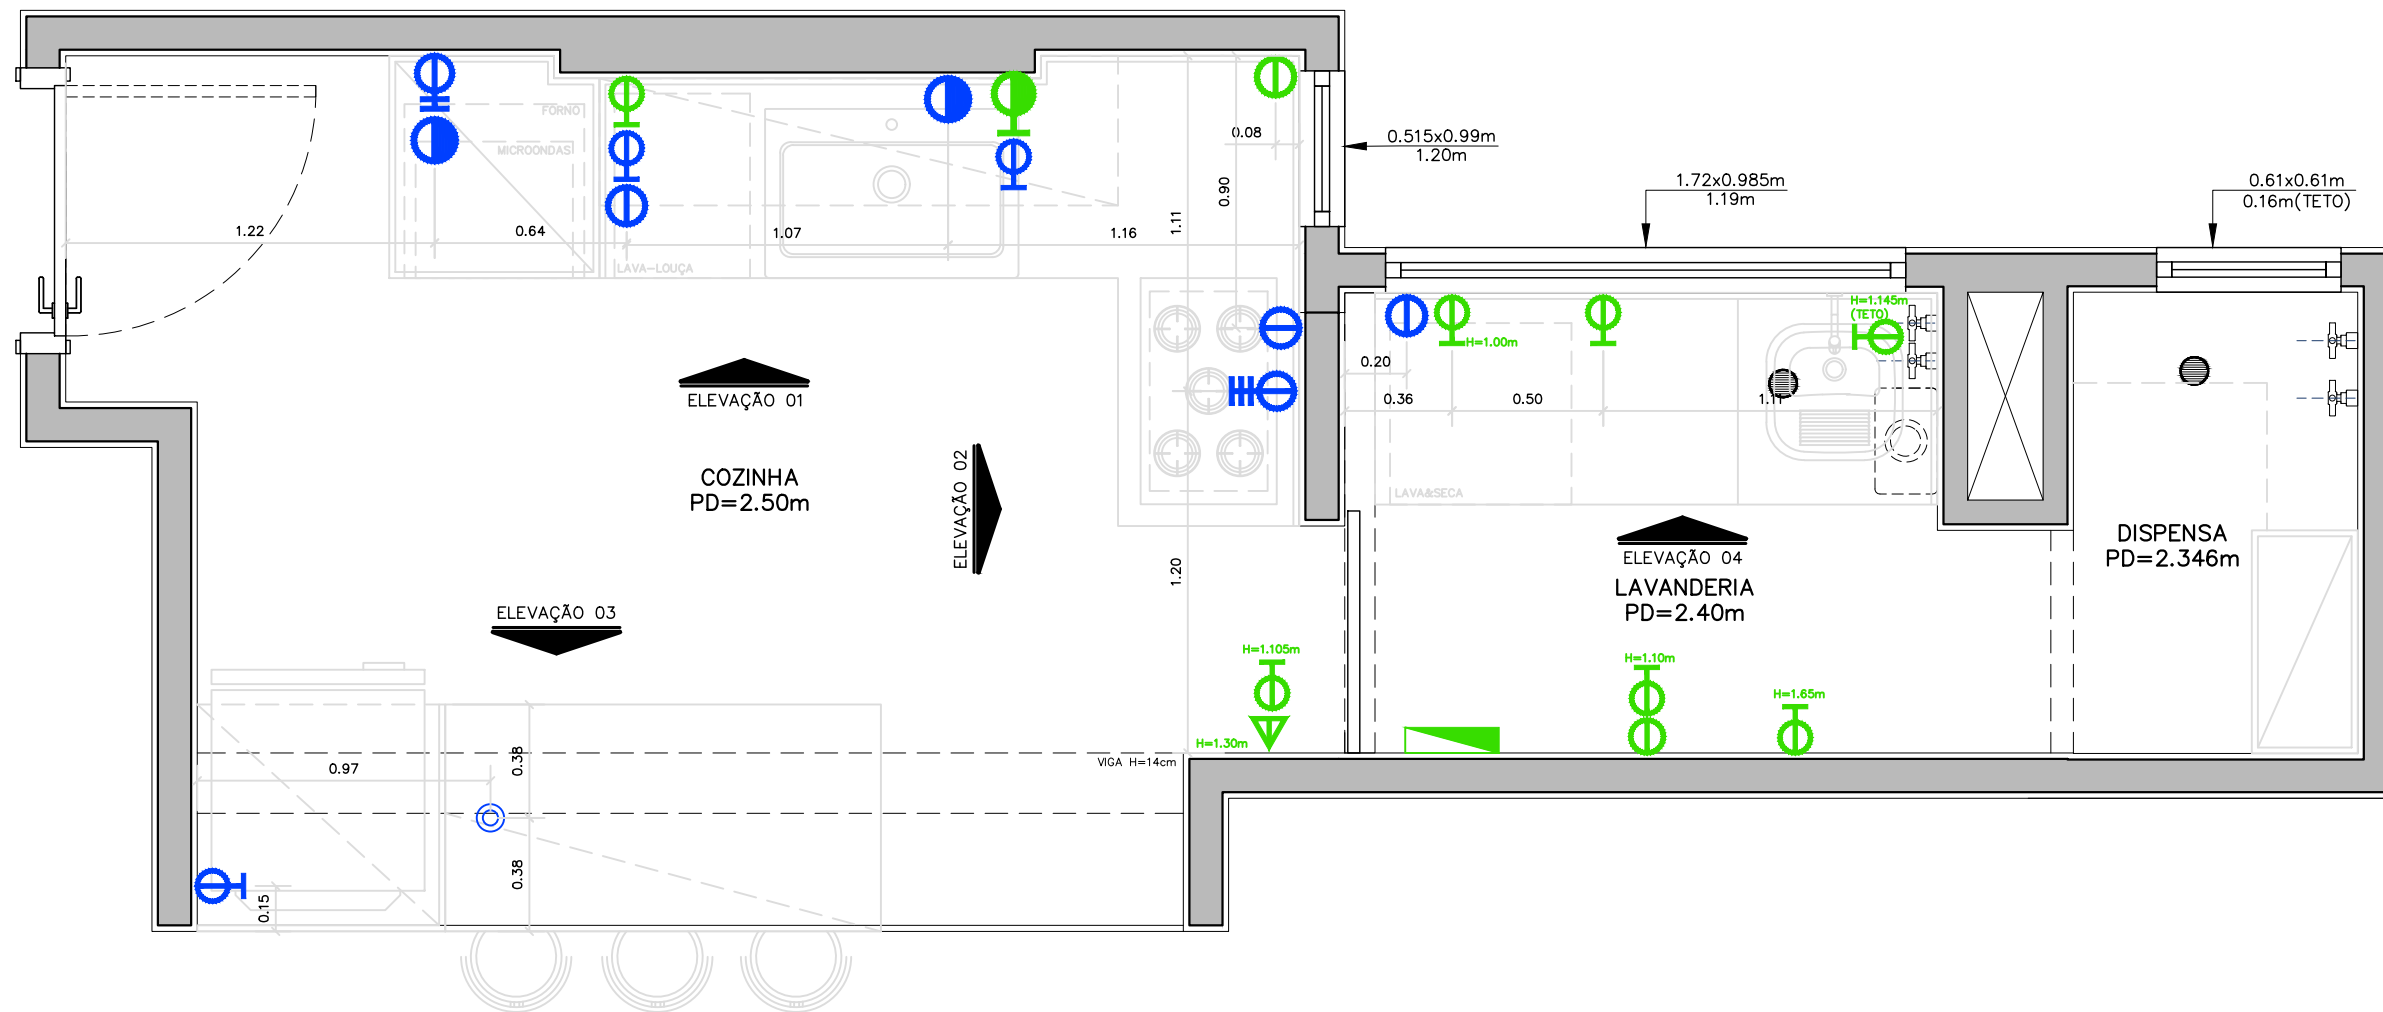 FORNO
MICROONDAS
LAVA-LOUÇA
1.22
0.64
1.07
1.16
0.08
0.90
1.11
0.515x0.99m
1.20m
1.72x0.985m
1.19m
0.61x0.61m
0.16m(TETO)
ELEVAÇÃO 01
COZINHA
PD=2.50m
ELEVAÇÃO 02
ELEVAÇÃO 03
1.20
H=1.00m
H=1.145m
(TETO)
0.20
0.36
0.50
1.11
LAVA&SECA
ELEVAÇÃO 04
LAVANDERIA
PD=2.40m
DISPENSA
PD=2.346m
H=1.105m
H=1.30m
H=1.10m
H=1.65m
VIGA H=14cm
0.97
0.38
0.38
0.15